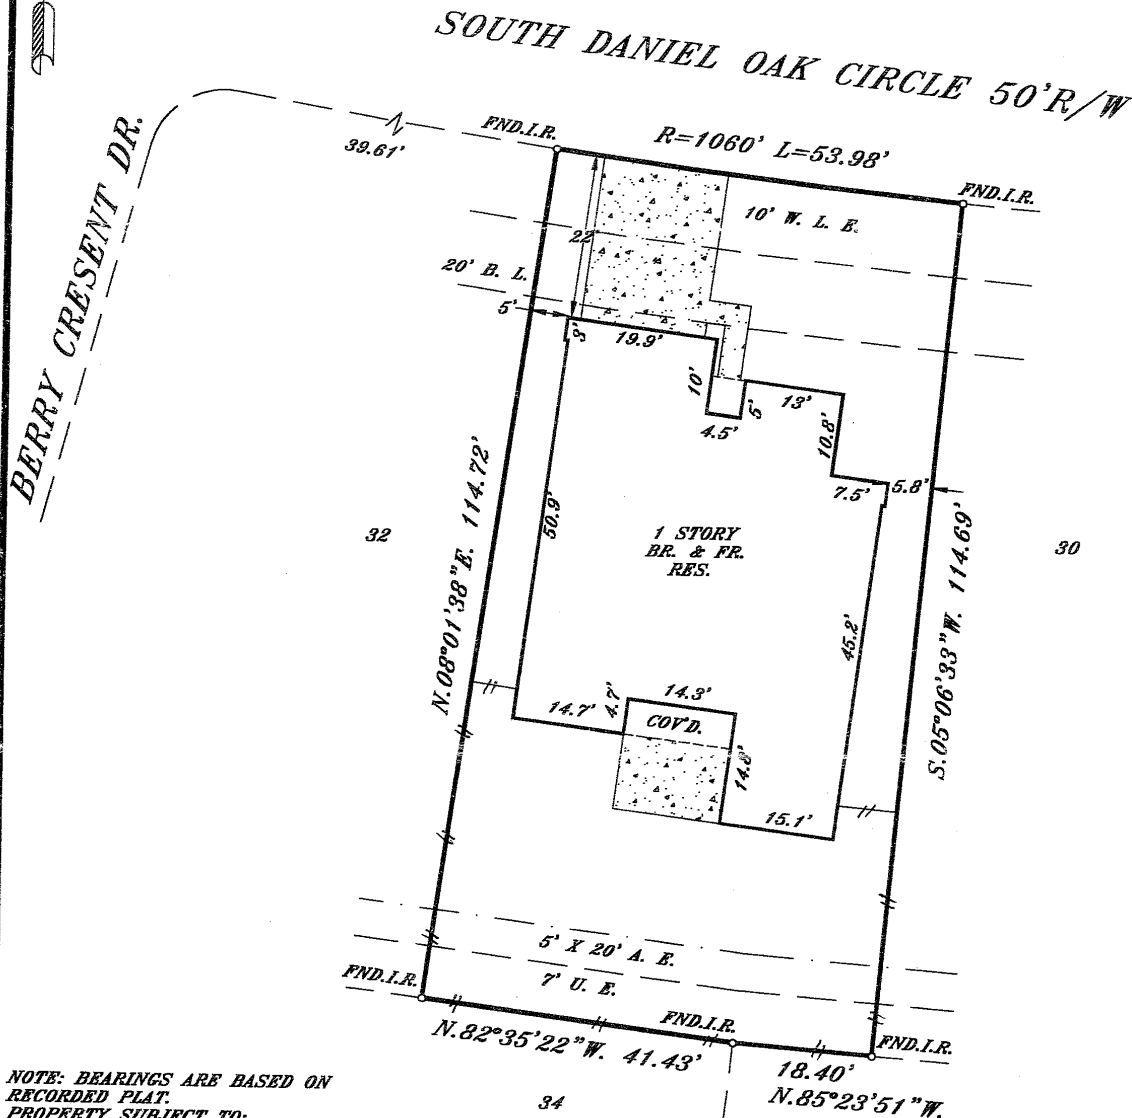 SOUTH DANIEL OAK CIRCLE 50'R/W
BERRY CRESENT DR.
FND.I.R.
39.61'
R=1060' L=53.98'
FND.I.R.
10' W. L. E.
22'
20' B. L.
5'
3'
19.9'
10'
4.5'
5'
13'
10.8'
7.5'
5.8'
N.08°01'38"E. 114.72'
50.9'
32
1 STORY
BR. & FR.
RES.
30
S.05°06'33"W. 114.69'
45.2'
14.7'
4.7'
14.3'
COV'D.
14.8'
15.1'
5' X 20' A. E.
7' U. E.
FND.I.R.
FND.I.R.
FND.I.R.
N.82°35'22"W. 41.43'
18.40'
N.85°23'51"W.
34
NOTE: BEARINGS ARE BASED ON
RECORDED PLAT.
PROPERTY SUBJECT TO: